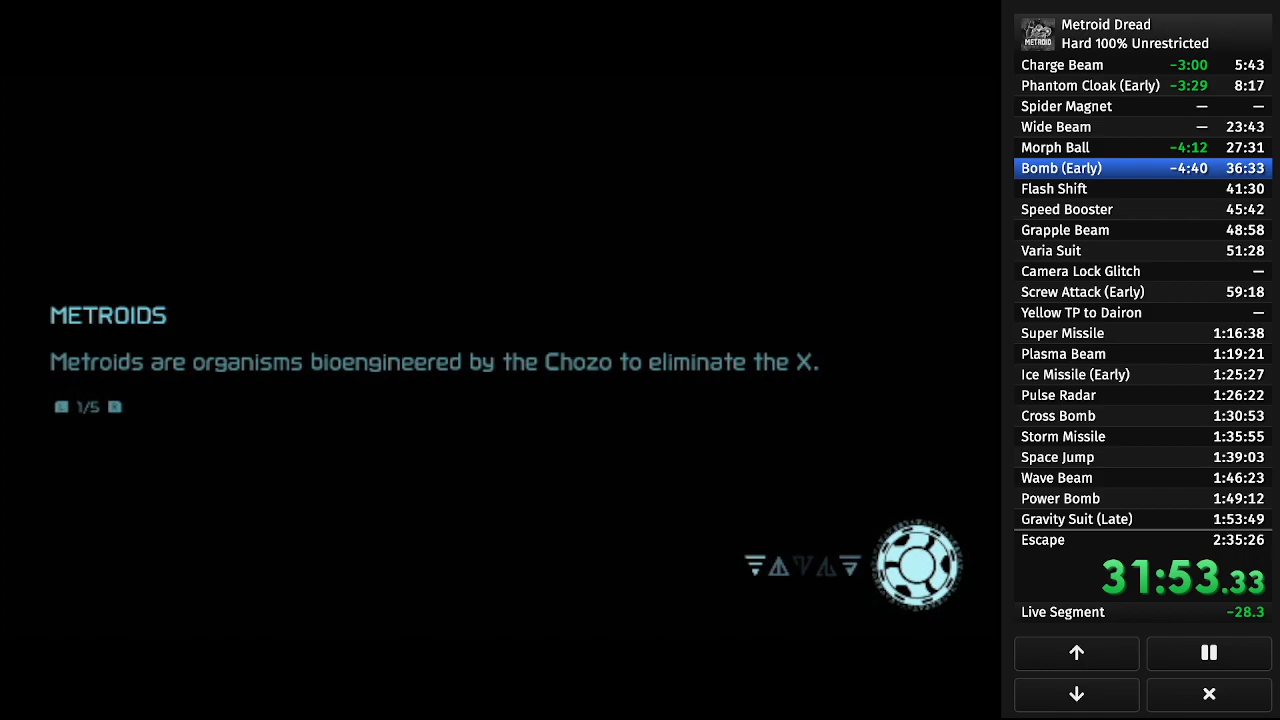 METROIDS
Metroids are organisms bioengineered by the Chozo to eliminate the X.
L 1/5 R
METROID
Metroid Dread
Hard 100% Unrestricted
Charge Beam -3:00 5:43
Phantom Cloak (Early) -3:29 8:17
Spider Magnet — —
Wide Beam — 23:43
Morph Ball -4:12 27:31
Bomb (Early) -4:40 36:33
Flash Shift 41:30
Speed Booster 45:42
Grapple Beam 48:58
Varia Suit 51:28
Camera Lock Glitch —
Screw Attack (Early) 59:18
Yellow TP to Dairon —
Super Missile 1:16:38
Plasma Beam 1:19:21
Ice Missile (Early) 1:25:27
Pulse Radar 1:26:22
Cross Bomb 1:30:53
Storm Missile 1:35:55
Space Jump 1:39:03
Wave Beam 1:46:23
Power Bomb 1:49:12
Gravity Suit (Late) 1:53:49
Escape 2:35:26
31:53.33
Live Segment -28.3